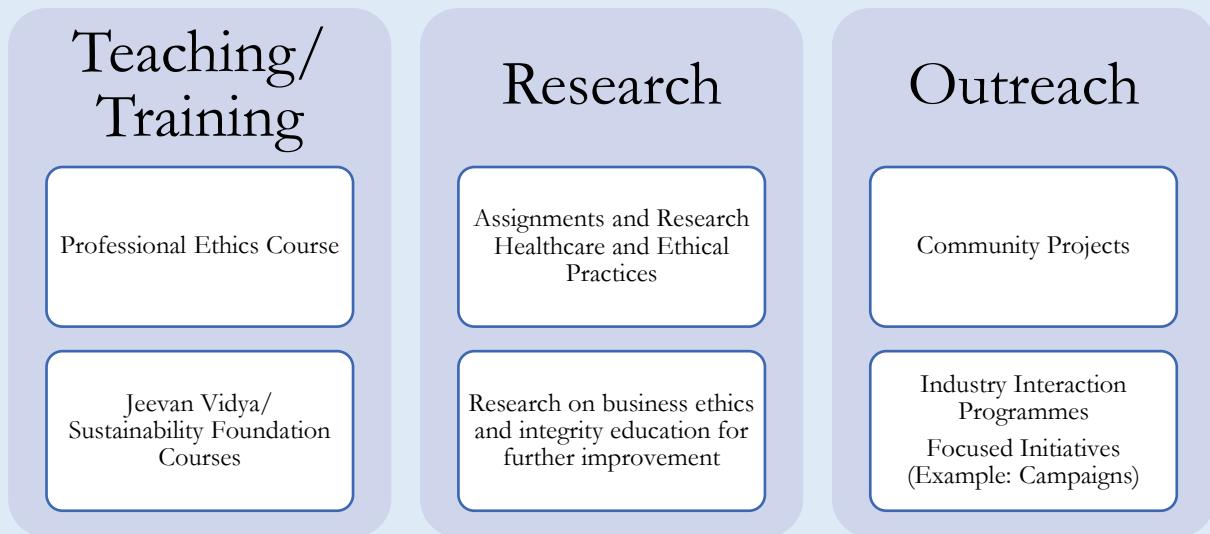 Teaching/
Training
Professional Ethics Course
Jeevan Vidya/
Sustainability Foundation
Courses
Research
Assignments and Research
Healthcare and Ethical
Practices
Research on business ethics
and integrity education for
further improvement
Outreach
Community Projects
Industry Interaction
Programmes
Focused Initiatives
(Example: Campaigns)